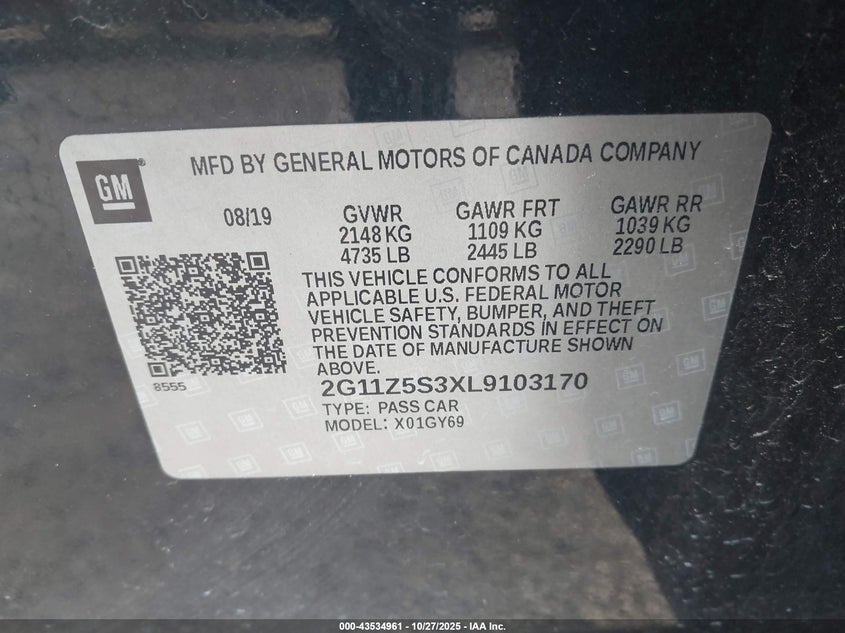 GM
MFD BY GENERAL MOTORS OF CANADA COMPANY
08/19
GVWR
2148 KG
4735 LB
GAWR FRT
1109 KG
2445 LB
GAWR RR
1039 KG
2290 LB
THIS VEHICLE CONFORMS TO ALL
APPLICABLE U.S. FEDERAL MOTOR
VEHICLE SAFETY, BUMPER, AND THEFT
PREVENTION STANDARDS IN EFFECT ON
THE DATE OF MANUFACTURE SHOWN
ABOVE.
8555
2G11Z5S3XL9103170
TYPE: PASS CAR
MODEL: X01GY69
000-43534961 | 10/27/2025 - IAA Inc.